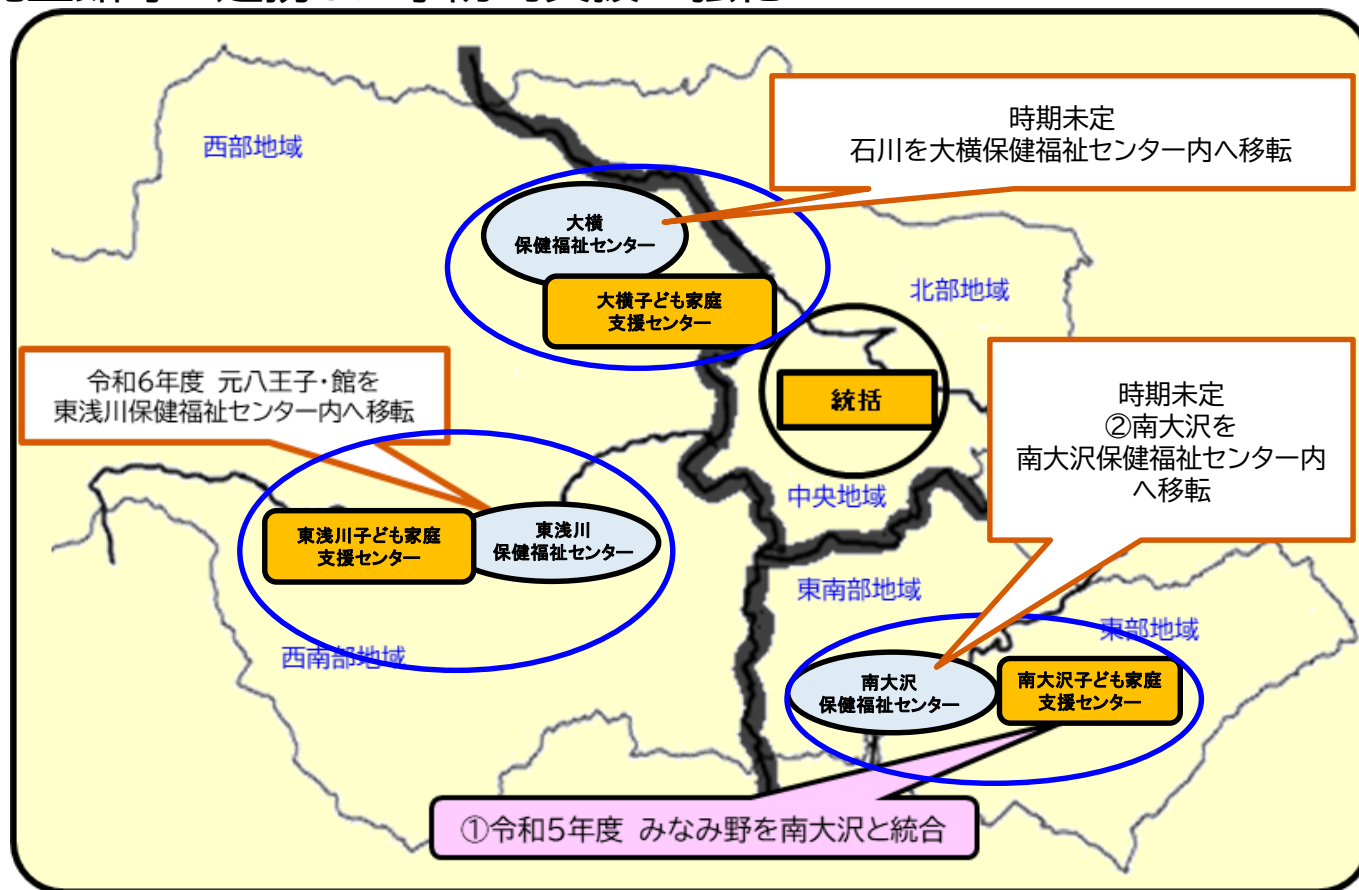 時期未定
石川を大横保健福祉センター内へ移転
西部地域
大横
保健福祉センター
北部地域
大横子ども家庭
支援センター
令和6年度 元八王子・館を
東浅川保健福祉センター内へ移転
統括
時期未定
②南大沢を
南大沢保健福祉センター内
へ移転
中央地域
東浅川子ども家庭
支援センター
東浅川
保健福祉センター
東南部地域
東部地域
西南部地域
南大沢
保健福祉センター
南大沢子ども家庭
支援センター
①令和5年度 みなみ野を南大沢と統合